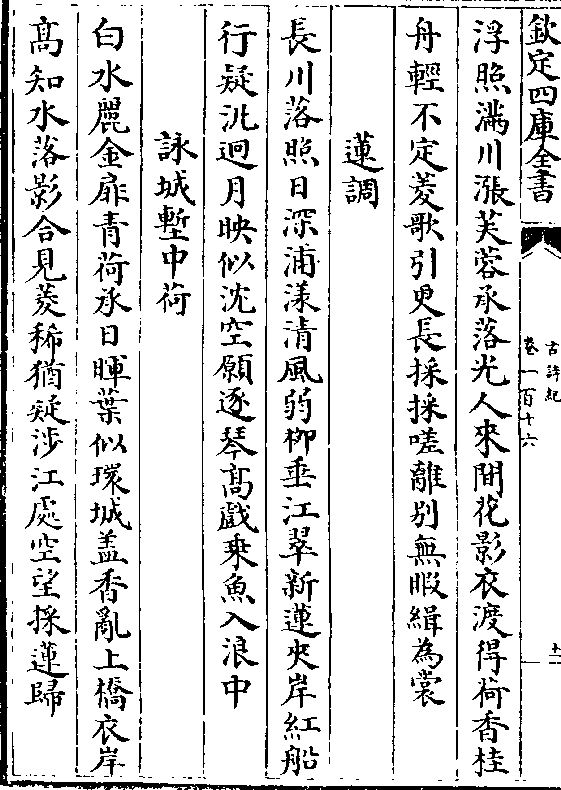 欽定四庫全書
古詩紀
卷一百十六
十二
浮照滿川漲芙蓉承落光人來間花影衣渡得荷香桂
舟輕不定菱歌引更長採採嗟離別無暇緝為裳
蓮調
長川落照日深浦漾清風弱柳垂江翠新蓮夾岸紅船
行疑汎迥月映似沈空願逐琴髙戲乗魚入浪中
詠城塹中荷
白水麗金扉青荷承日暉葉似環城盖香亂上橋衣岸
髙知水落影合見菱稀猶疑渉江處空望採蓮歸